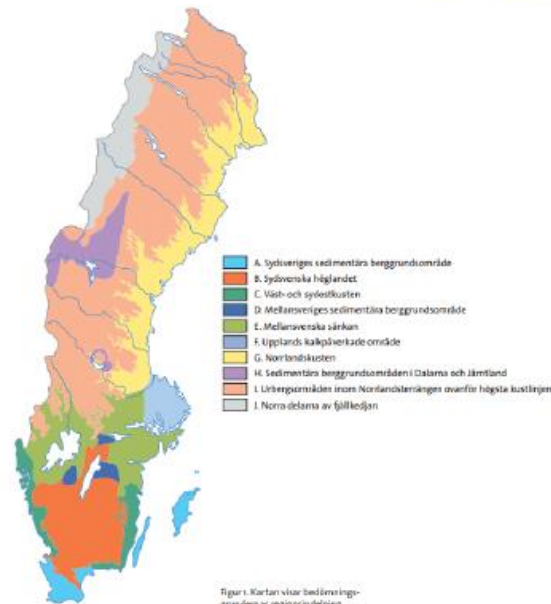 A. Sydsveriges sedimentära berggrundsområde
B. Sydsvenska höglandet
C. Väst- och sydostkusten
D. Mellansveriges sedimentära berggrundsområde
E. Mellansvenska sänkan
F. Upplands kalkpåverkade område
G. Norrlandskusten
H. Sedimentära berggrundsområden i Dalarna och Jämtland
I. Urbergsområden inom Norrlandsterrängen ovanför högsta kustlinjen
J. Norra delarna av fjällkedjan
Figur 1. Kartan visar bedömnings-